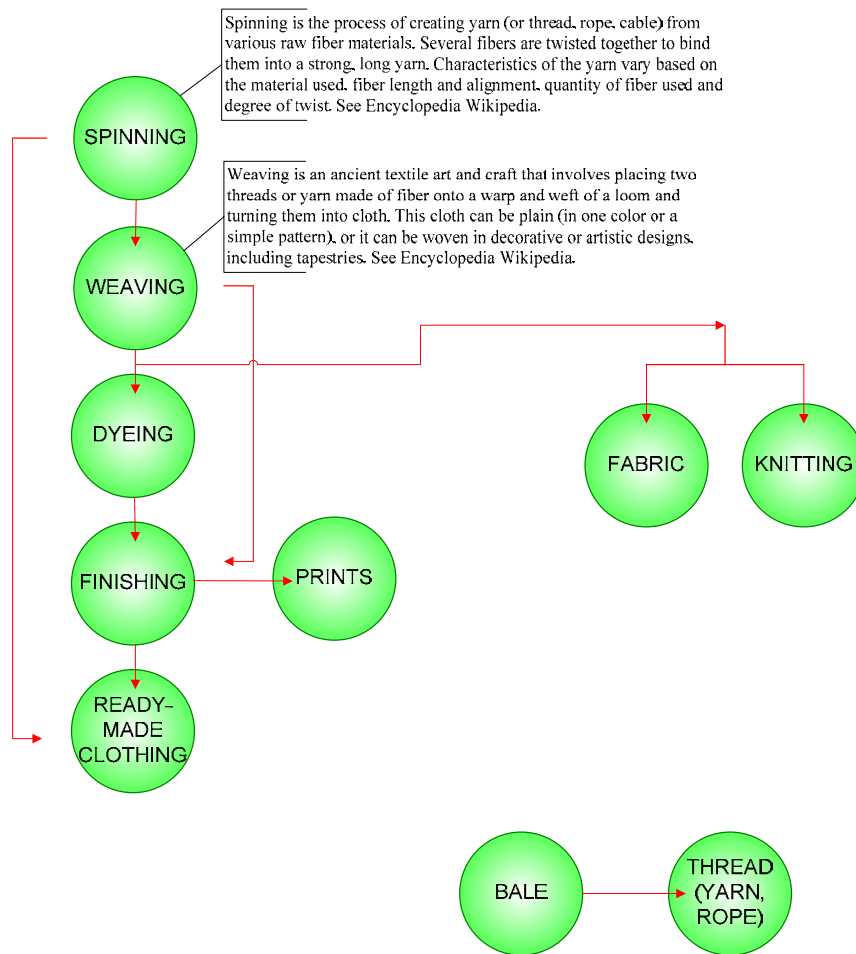 Spinning is the process of creating yarn (or thread, rope, cable) from
various raw fiber materials. Several fibers are twisted together to bind
them into a strong, long yarn. Characteristics of the yarn vary based on
the material used, fiber length and alignment, quantity of fiber used and
degree of twist. See Encyclopedia Wikipedia.
SPINNING
Weaving is an ancient textile art and craft that involves placing two
threads or yarn made of fiber onto a warp and weft of a loom and
turning them into cloth. This cloth can be plain (in one color or a
simple pattern), or it can be woven in decorative or artistic designs,
including tapestries. See Encyclopedia Wikipedia.
WEAVING
DYEING
FABRIC
KNITTING
FINISHING
PRINTS
READY-
MADE
CLOTHING
BALE
THREAD
(YARN,
ROPE)